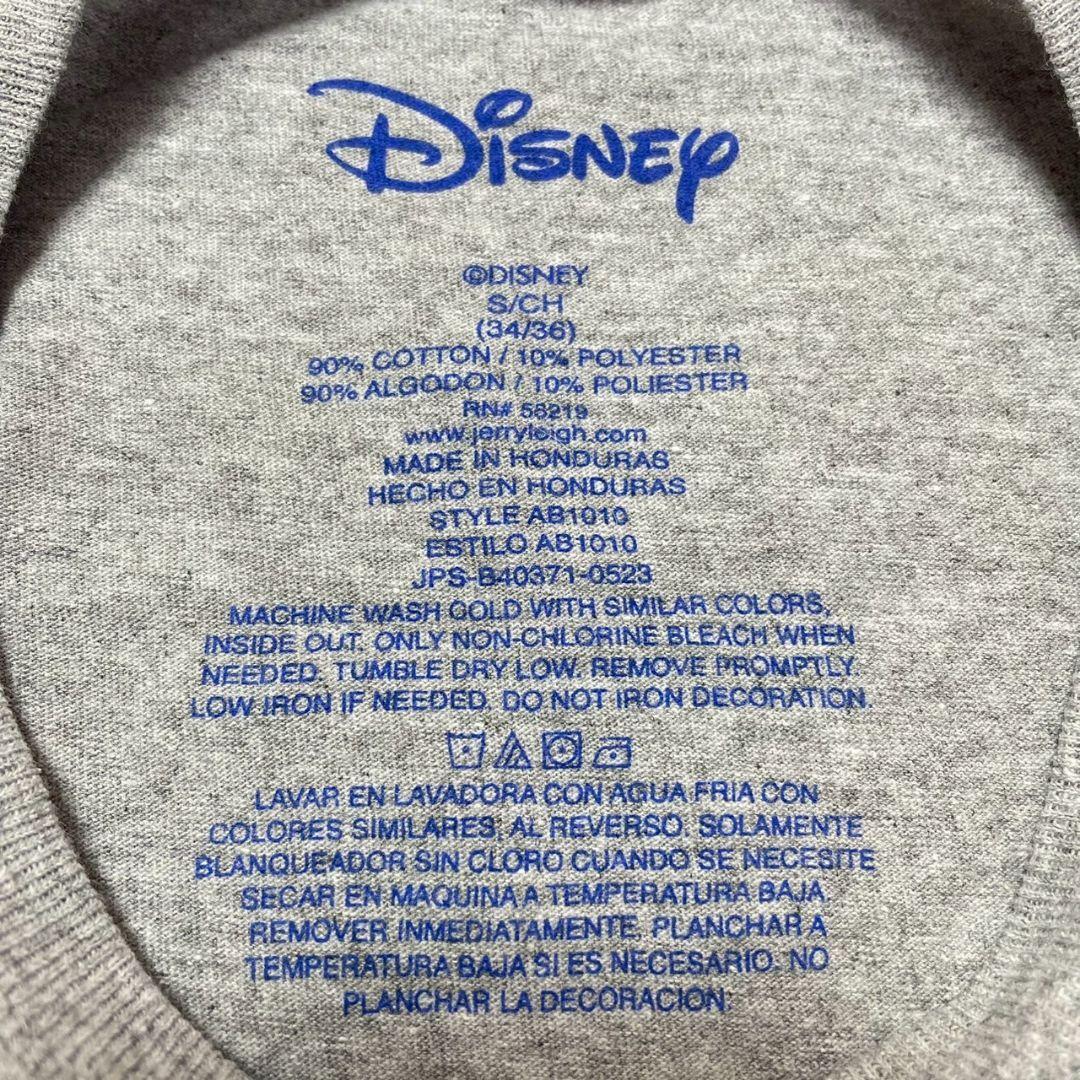 Disney
©DISNEY
S/CH
(34/36)
90% COTTON / 10% POLYESTER
90% ALGODON / 10% POLIESTER
RN# 58219
www.jerryleigh.com
MADE IN HONDURAS
HECHO EN HONDURAS
STYLE AB1010
ESTILO AB1010
JPS-B40371-0523
MACHINE WASH COLD WITH SIMILAR COLORS,
INSIDE OUT. ONLY NON-CHLORINE BLEACH WHEN
NEEDED. TUMBLE DRY LOW. REMOVE PROMPTLY.
LOW IRON IF NEEDED. DO NOT IRON DECORATION.
LAVAR EN LAVADORA CON AGUA FRIA CON
COLORES SIMILARES, AL REVERSO. SOLAMENTE
BLANQUEADOR SIN CLORO CUANDO SE NECESITE
SECAR EN MAQUINA A TEMPERATURA BAJA.
REMOVER INMEDIATAMENTE. PLANCHAR A
TEMPERATURA BAJA SI ES NECESARIO. NO
PLANCHAR LA DECORACION.